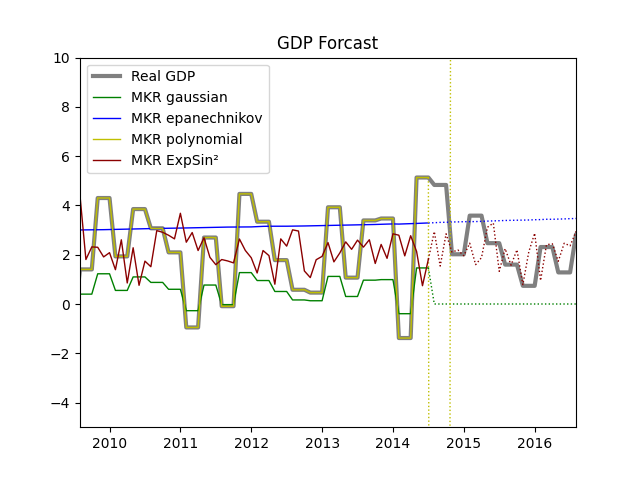 GDP Forcast
Real GDP
MKR gaussian
MKR epanechnikov
MKR polynomial
MKR ExpSin²
10
8
6
4
2
0
−2
−4
2010 2011 2012 2013 2014 2015 2016